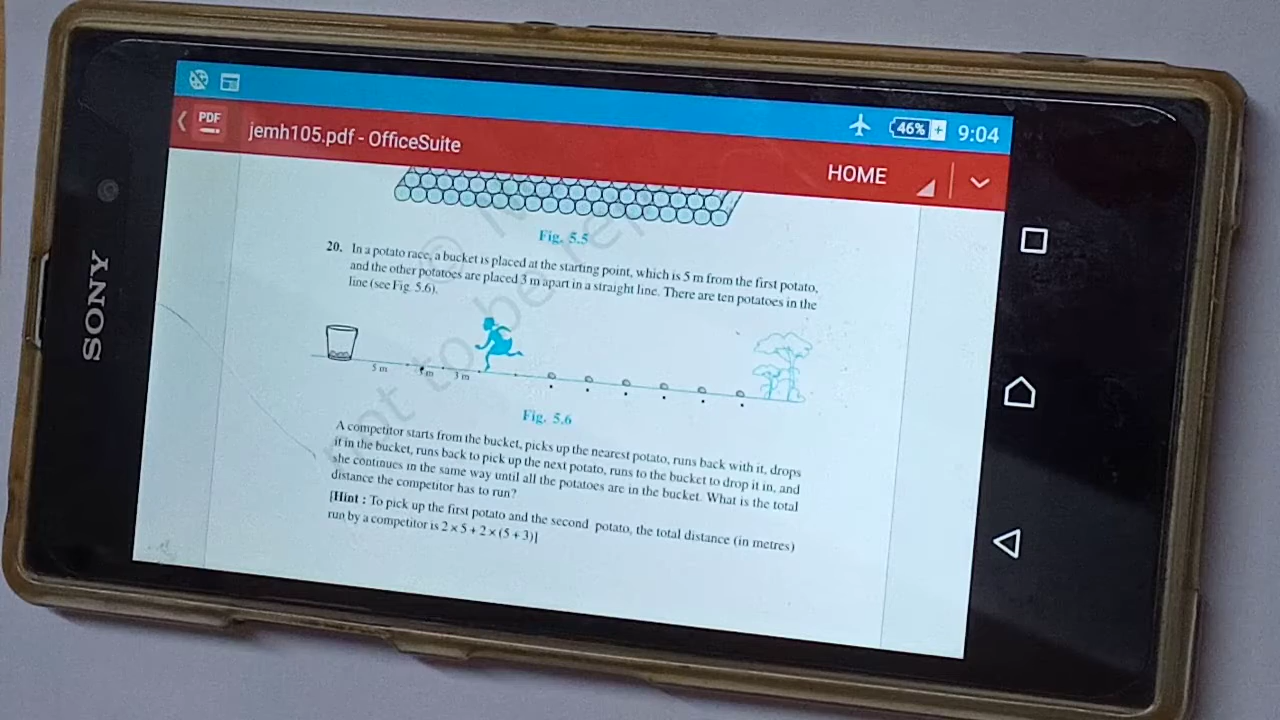 SONY
46%
9:04
PDF
jemh105.pdf - OfficeSuite
HOME
Fig. 5.5
20. In a potato race, a bucket is placed at the starting point, which is 5 m from the first potato,
and the other potatoes are placed 3 m apart in a straight line. There are ten potatoes in the
line (see Fig. 5.6).
5 m
m
3 m
Fig. 5.6
A competitor starts from the bucket, picks up the nearest potato, runs back with it, drops
it in the bucket, runs back to pick up the next potato, runs to the bucket to drop it in, and
she continues in the same way until all the potatoes are in the bucket. What is the total
distance the competitor has to run?
[Hint : To pick up the first potato and the second potato, the total distance (in metres)
run by a competitor is 2 × 5 + 2 × (5 + 3)]
not to be